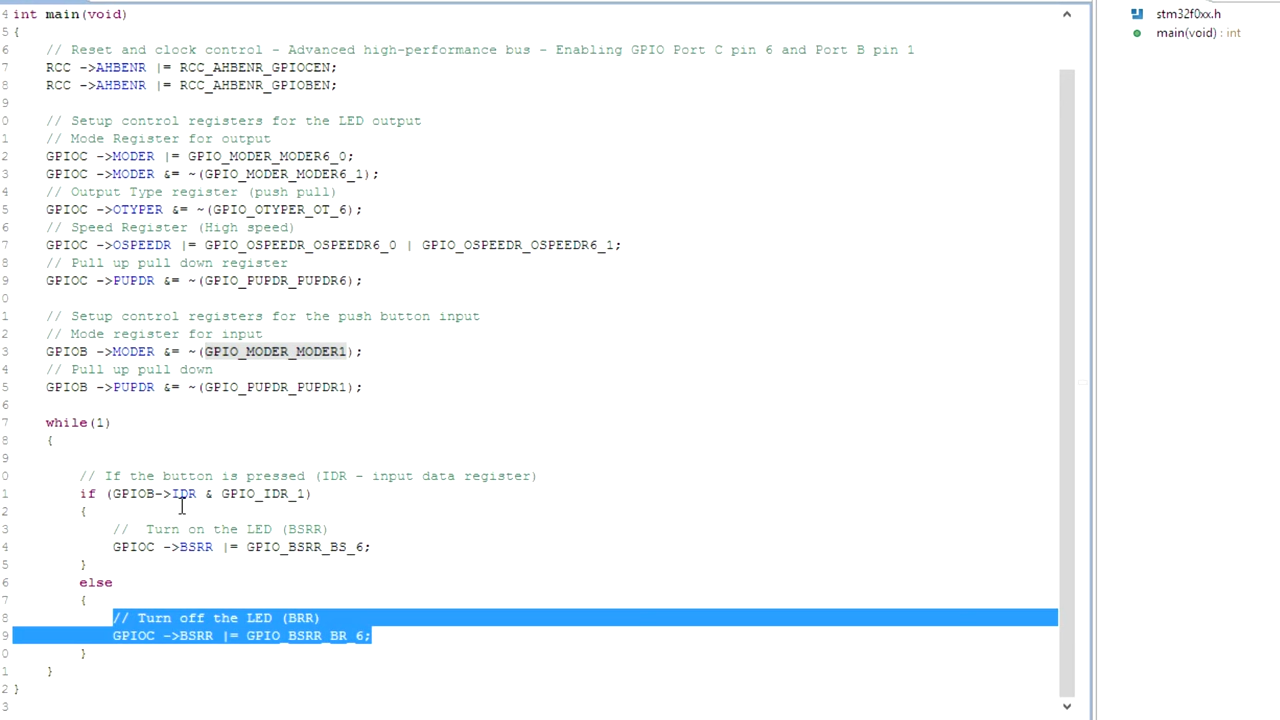 4 int main(void)
5 {
6 // Reset and clock control - Advanced high-performance bus - Enabling GPIO Port C pin 6 and Port B pin 1
7 RCC ->AHBENR |= RCC_AHBENR_GPIOCEN;
8 RCC ->AHBENR |= RCC_AHBENR_GPIOBEN;
9
0 // Setup control registers for the LED output
1 // Mode Register for output
2 GPIOC ->MODER |= GPIO_MODER_MODER6_0;
3 GPIOC ->MODER &= ~(GPIO_MODER_MODER6_1);
4 // Output Type register (push pull)
5 GPIOC ->OTYPER &= ~(GPIO_OTYPER_OT_6);
6 // Speed Register (High speed)
7 GPIOC ->OSPEEDR |= GPIO_OSPEEDR_OSPEEDR6_0 | GPIO_OSPEEDR_OSPEEDR6_1;
8 // Pull up pull down register
9 GPIOC ->PUPDR &= ~(GPIO_PUPDR_PUPDR6);
0
1 // Setup control registers for the push button input
2 // Mode register for input
3 GPIOB ->MODER &= ~(GPIO_MODER_MODER1);
4 // Pull up pull down
5 GPIOB ->PUPDR &= ~(GPIO_PUPDR_PUPDR1);
6
7 while(1)
8 {
9
0 // If the button is pressed (IDR - input data register)
1 if (GPIOB->IDR & GPIO_IDR_1)
2 {
3 // Turn on the LED (BSRR)
4 GPIOC ->BSRR |= GPIO_BSRR_BS_6;
5 }
6 else
7 {
8 // Turn off the LED (BRR)
9 GPIOC ->BSRR |= GPIO_BSRR_BR_6;
0 }
1 }
2 }
3
stm32f0xx.h
main(void) : int